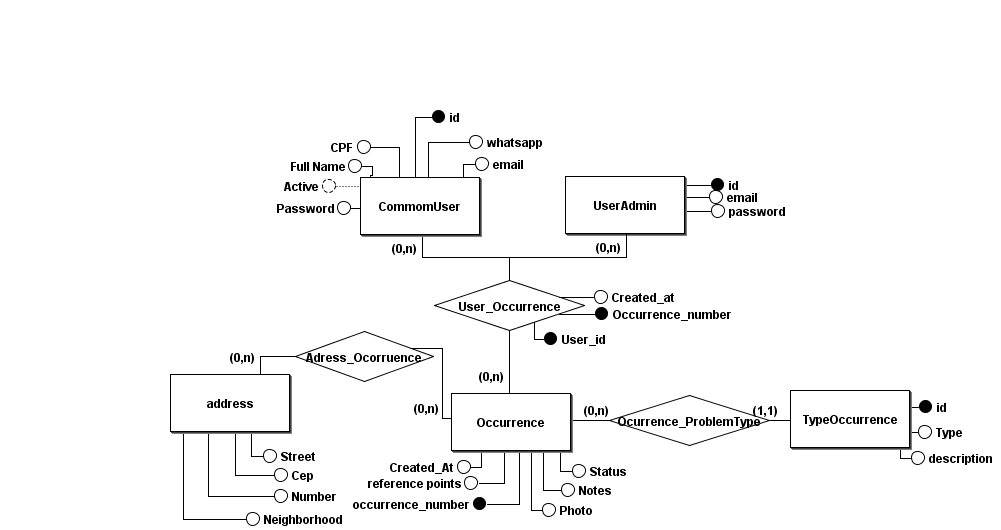 id
CPF
whatsapp
Full Name
email
Active
Password
CommomUser
UserAdmin
id
email
password
(0,n)
(0,n)
User_Occurrence
Created_at
Occurrence_number
User_id
(0,n)
Adress_Ocorruence
(0,n)
(0,n)
address
Occurrence
(0,n)
Ocurrence_ProblemType
(1,1)
TypeOccurrence
id
Type
description
Street
Cep
Number
Neighborhood
Created_At
reference points
occurrence_number
Status
Notes
Photo